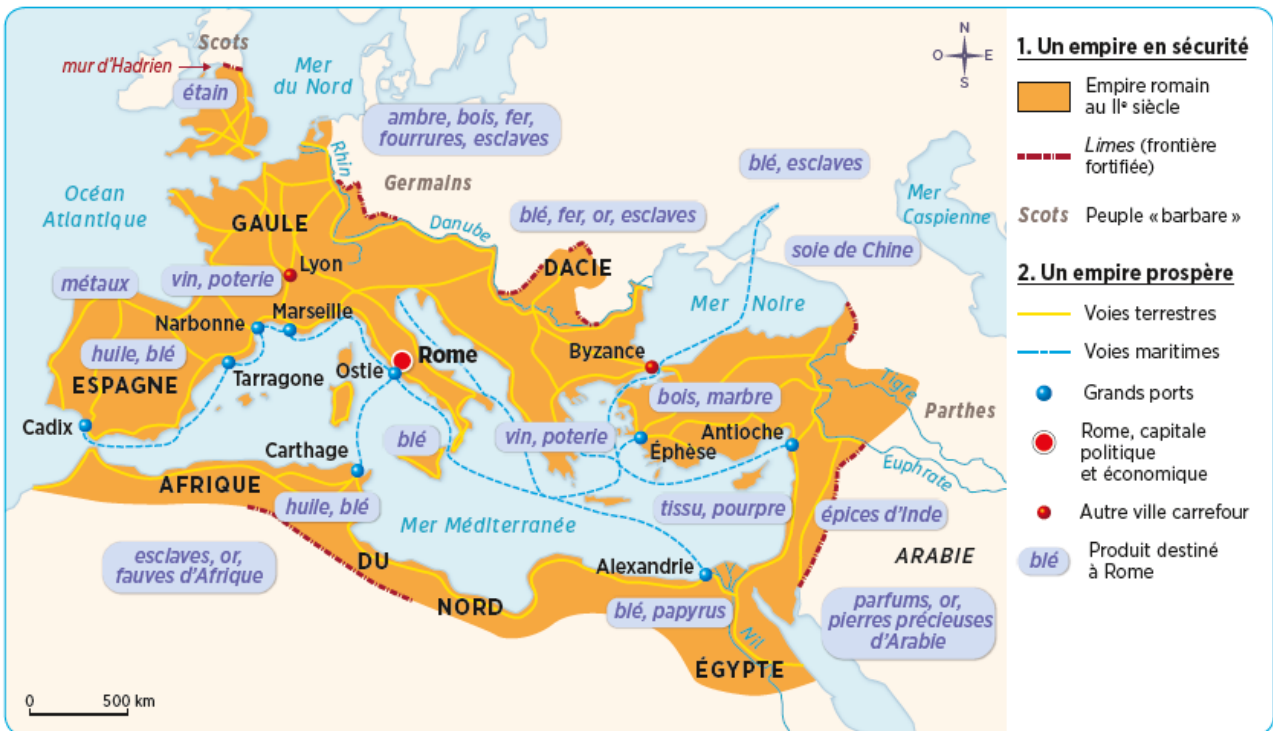 Scots
mur d'Hadrien
étain
Mer
du Nord
ambre, bois, fer,
fourrures, esclaves
N
O
E
S
Océan
Atlantique
Rhin
Germains
blé, esclaves
Mer
Caspienne
GAULE
Danube
blé, fer, or, esclaves
soie de Chine
Lyon
DACIE
métaux
vin, poterie
Mer Noire
Narbonne
Marseille
huile, blé
ESPAGNE
Tarragone
Ostie
Rome
Byzance
Tigre
bois, marbre
Parthes
Cadix
blé
vin, poterie
Éphèse
Antioche
Carthage
Euphrate
AFRIQUE
huile, blé
Mer Méditerranée
tissu, pourpre
épices d'Inde
esclaves, or,
fauves d'Afrique
DU
Alexandrie
ARABIE
NORD
blé, papyrus
parfums, or,
pierres précieuses
d'Arabie
Nil
ÉGYPTE
0 500 km
1. Un empire en sécurité
Empire romain
au IIᵉ siècle
Limes (frontière
fortifiée)
Scots Peuple « barbare »
2. Un empire prospère
Voies terrestres
Voies maritimes
Grands ports
Rome, capitale
politique
et économique
Autre ville carrefour
blé Produit destiné
à Rome